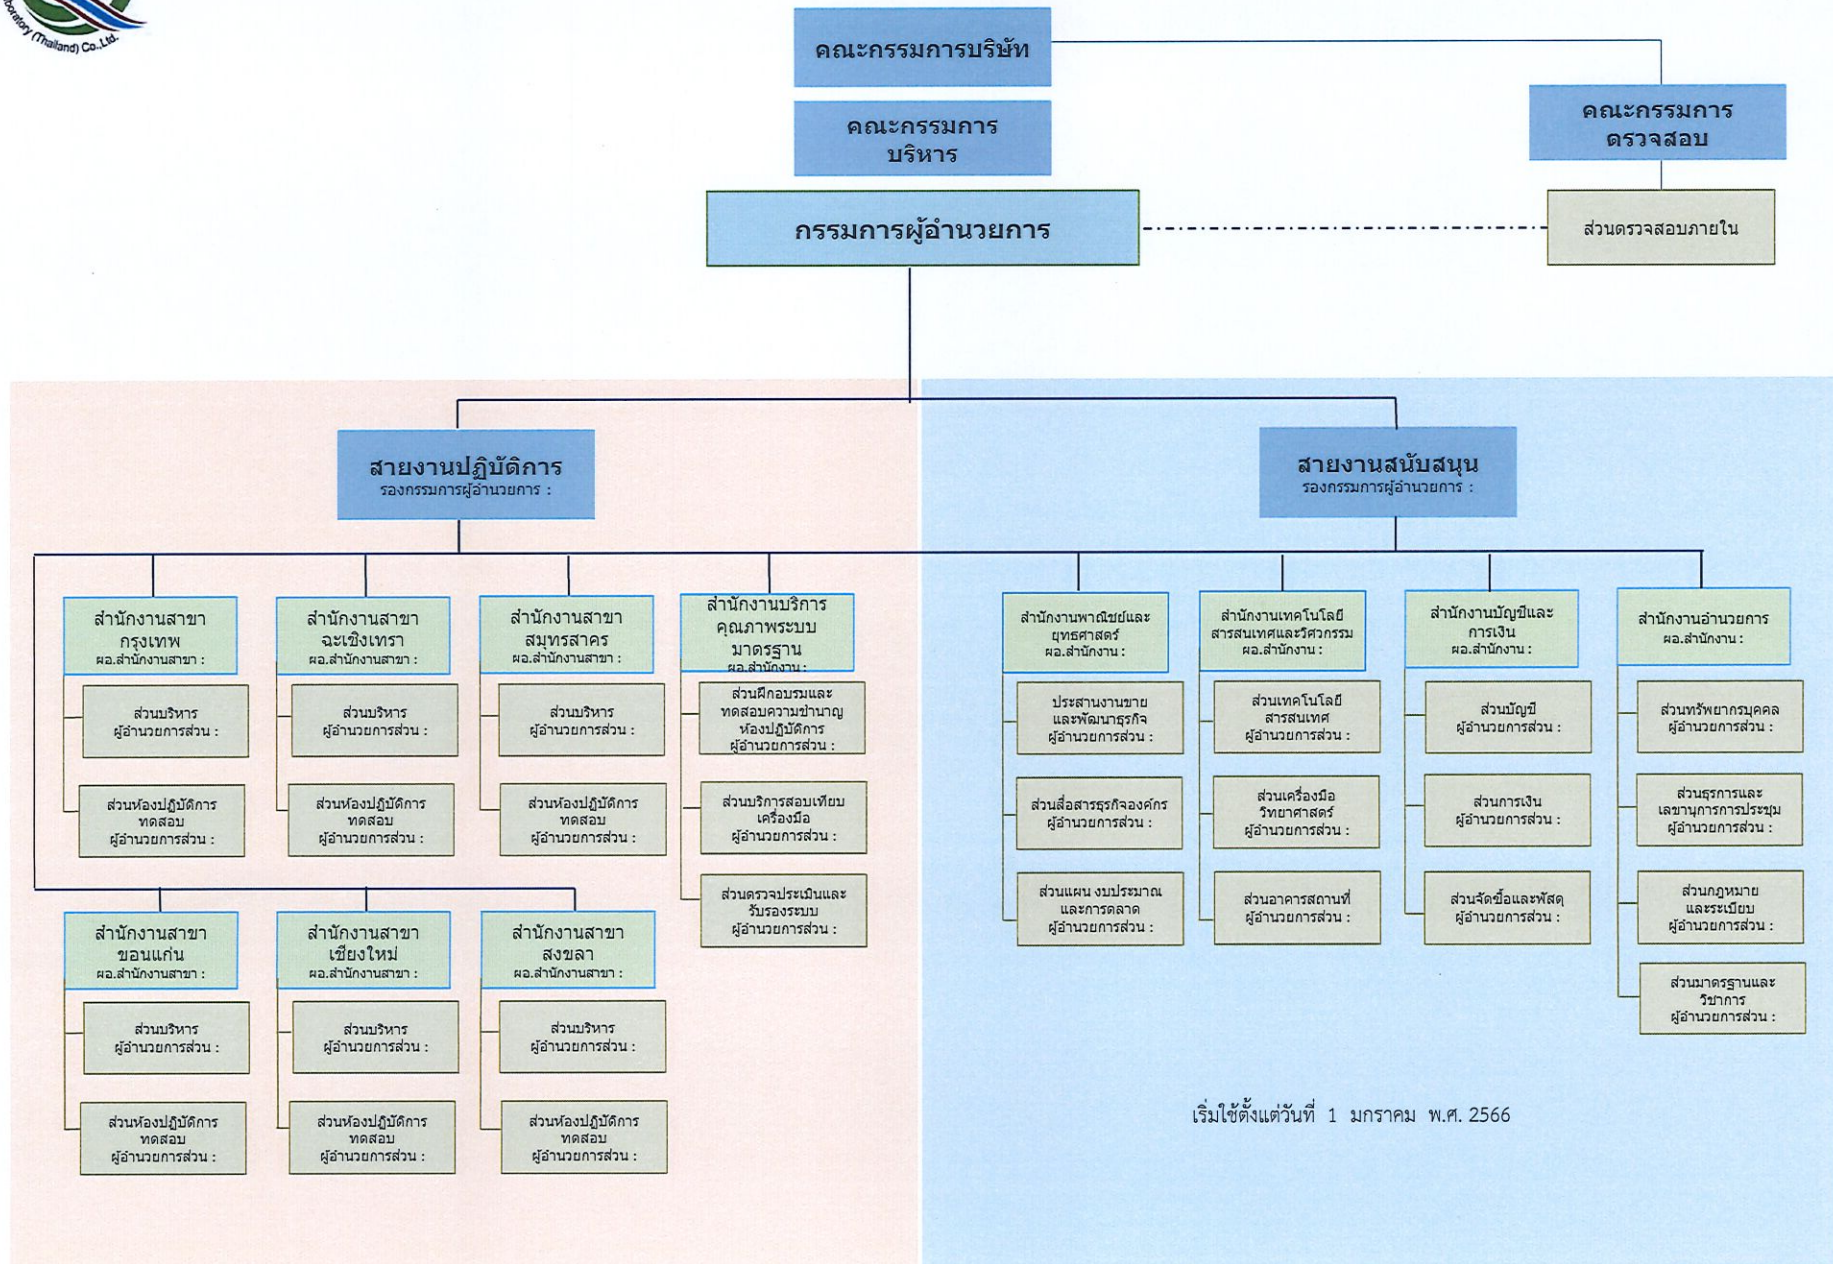 boratory (Thailand) Co.,Ltd.
คณะกรรมการบริษัท
คณะกรรมการ
บริหาร
คณะกรรมการ
ตรวจสอบ
กรรมการผู้อำนวยการ
ส่วนตรวจสอบภายใน
สายงานปฏิบัติการ
รองกรรมการผู้อำนวยการ :
สายงานสนับสนุน
รองกรรมการผู้อำนวยการ :
สำนักงานสาขา
กรุงเทพ
ผอ.สำนักงานสาขา :
ส่วนบริหาร
ผู้อำนวยการส่วน :
ส่วนห้องปฏิบัติการ
ทดสอบ
ผู้อำนวยการส่วน :
สำนักงานสาขา
ฉะเชิงเทรา
ผอ.สำนักงานสาขา :
ส่วนบริหาร
ผู้อำนวยการส่วน :
ส่วนห้องปฏิบัติการ
ทดสอบ
ผู้อำนวยการส่วน :
สำนักงานสาขา
สมุทรสาคร
ผอ.สำนักงานสาขา :
ส่วนบริหาร
ผู้อำนวยการส่วน :
ส่วนห้องปฏิบัติการ
ทดสอบ
ผู้อำนวยการส่วน :
สำนักงานบริการ
คุณภาพระบบ
มาตรฐาน
ผอ.สำนักงาน :
ส่วนฝึกอบรมและ
ทดสอบความชำนาญ
ห้องปฏิบัติการ
ผู้อำนวยการส่วน :
ส่วนบริการสอบเทียบ
เครื่องมือ
ผู้อำนวยการส่วน :
ส่วนตรวจประเมินและ
รับรองระบบ
ผู้อำนวยการส่วน :
สำนักงานสาขา
ขอนแก่น
ผอ.สำนักงานสาขา :
ส่วนบริหาร
ผู้อำนวยการส่วน :
ส่วนห้องปฏิบัติการ
ทดสอบ
ผู้อำนวยการส่วน :
สำนักงานสาขา
เชียงใหม่
ผอ.สำนักงานสาขา :
ส่วนบริหาร
ผู้อำนวยการส่วน :
ส่วนห้องปฏิบัติการ
ทดสอบ
ผู้อำนวยการส่วน :
สำนักงานสาขา
สงขลา
ผอ.สำนักงานสาขา :
ส่วนบริหาร
ผู้อำนวยการส่วน :
ส่วนห้องปฏิบัติการ
ทดสอบ
ผู้อำนวยการส่วน :
สำนักงานพาณิชย์และ
ยุทธศาสตร์
ผอ.สำนักงาน :
ประสานงานขาย
และพัฒนาธุรกิจ
ผู้อำนวยการส่วน :
ส่วนสื่อสารธุรกิจองค์กร
ผู้อำนวยการส่วน :
ส่วนแผน งบประมาณ
และการตลาด
ผู้อำนวยการส่วน :
สำนักงานเทคโนโลยี
สารสนเทศและวิศวกรรม
ผอ.สำนักงาน :
ส่วนเทคโนโลยี
สารสนเทศ
ผู้อำนวยการส่วน :
ส่วนเครื่องมือ
วิทยาศาสตร์
ผู้อำนวยการส่วน :
ส่วนอาคารสถานที่
ผู้อำนวยการส่วน :
สำนักงานบัญชีและ
การเงิน
ผอ.สำนักงาน :
ส่วนบัญชี
ผู้อำนวยการส่วน :
ส่วนการเงิน
ผู้อำนวยการส่วน :
ส่วนจัดซื้อและพัสดุ
ผู้อำนวยการส่วน :
สำนักงานอำนวยการ
ผอ.สำนักงาน :
ส่วนทรัพยากรบุคคล
ผู้อำนวยการส่วน :
ส่วนธุรการและ
เลขานุการการประชุม
ผู้อำนวยการส่วน :
ส่วนกฎหมาย
และระเบียบ
ผู้อำนวยการส่วน :
ส่วนมาตรฐานและ
วิชาการ
ผู้อำนวยการส่วน :
เริ่มใช้ตั้งแต่วันที่ 1 มกราคม พ.ศ. 2566